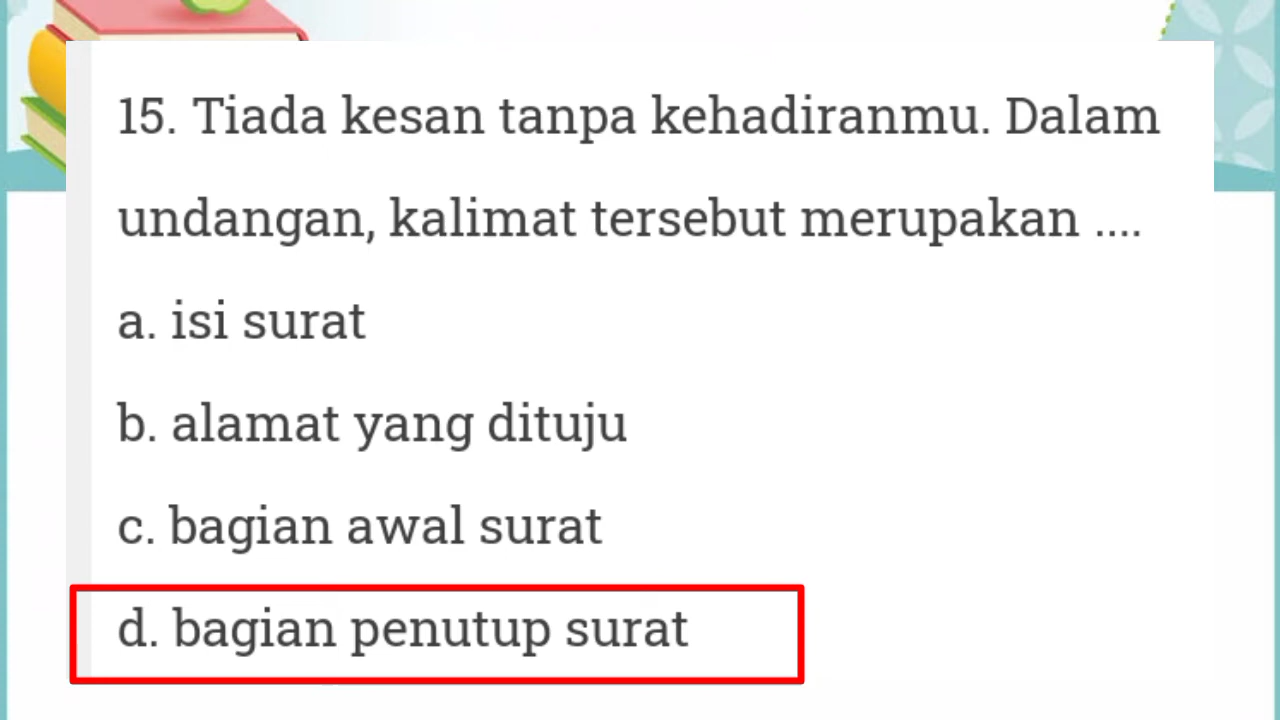 15. Tiada kesan tanpa kehadiranmu. Dalam
undangan, kalimat tersebut merupakan ....
a. isi surat
b. alamat yang dituju
c. bagian awal surat
d. bagian penutup surat